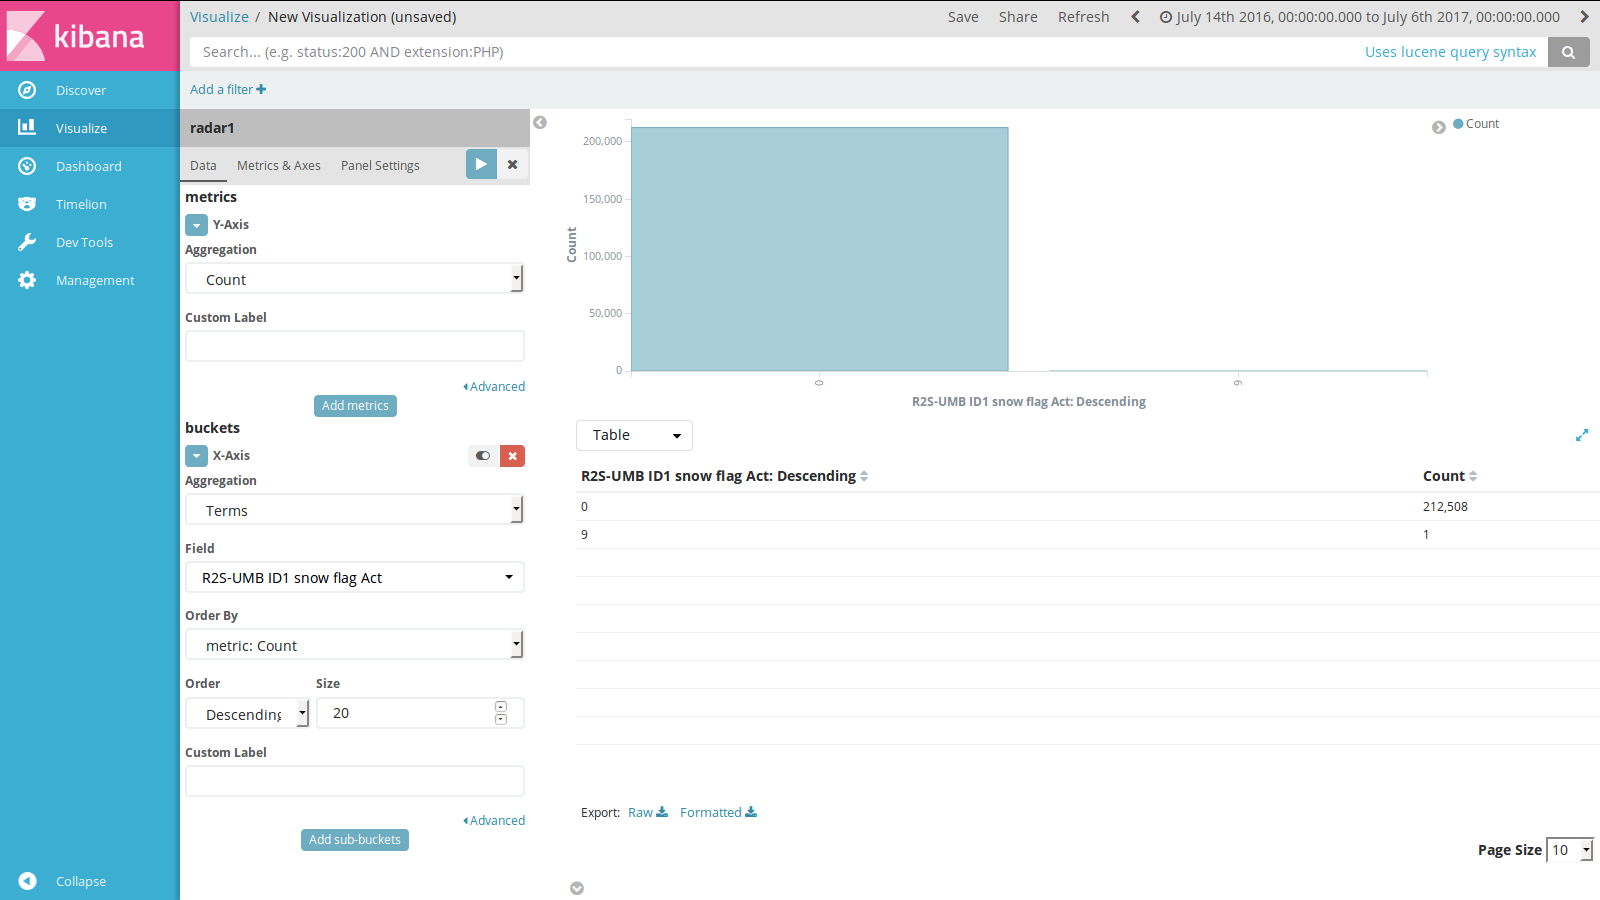 kibana
Discover
Visualize
Dashboard
Timelion
Dev Tools
Management
Collapse
Visualize / New Visualization (unsaved)
Save Share Refresh July 14th 2016, 00:00:00.000 to July 6th 2017, 00:00:00.000
Search... (e.g. status:200 AND extension:PHP) Uses lucene query syntax
Add a filter
radar1
Data Metrics & Axes Panel Settings
metrics
Y-Axis
Aggregation
Count
Custom Label
Advanced
Add metrics
buckets
X-Axis
Aggregation
Terms
Field
R2S-UMB ID1 snow flag Act
Order By
metric: Count
Order Size
Descending 20
Custom Label
Advanced
Add sub-buckets
Count
200,000
150,000
100,000
50,000
0
Count
0 9
R2S-UMB ID1 snow flag Act: Descending
Table
R2S-UMB ID1 snow flag Act: Descending Count
0 212,508
9 1
Export: Raw Formatted
Page Size 10